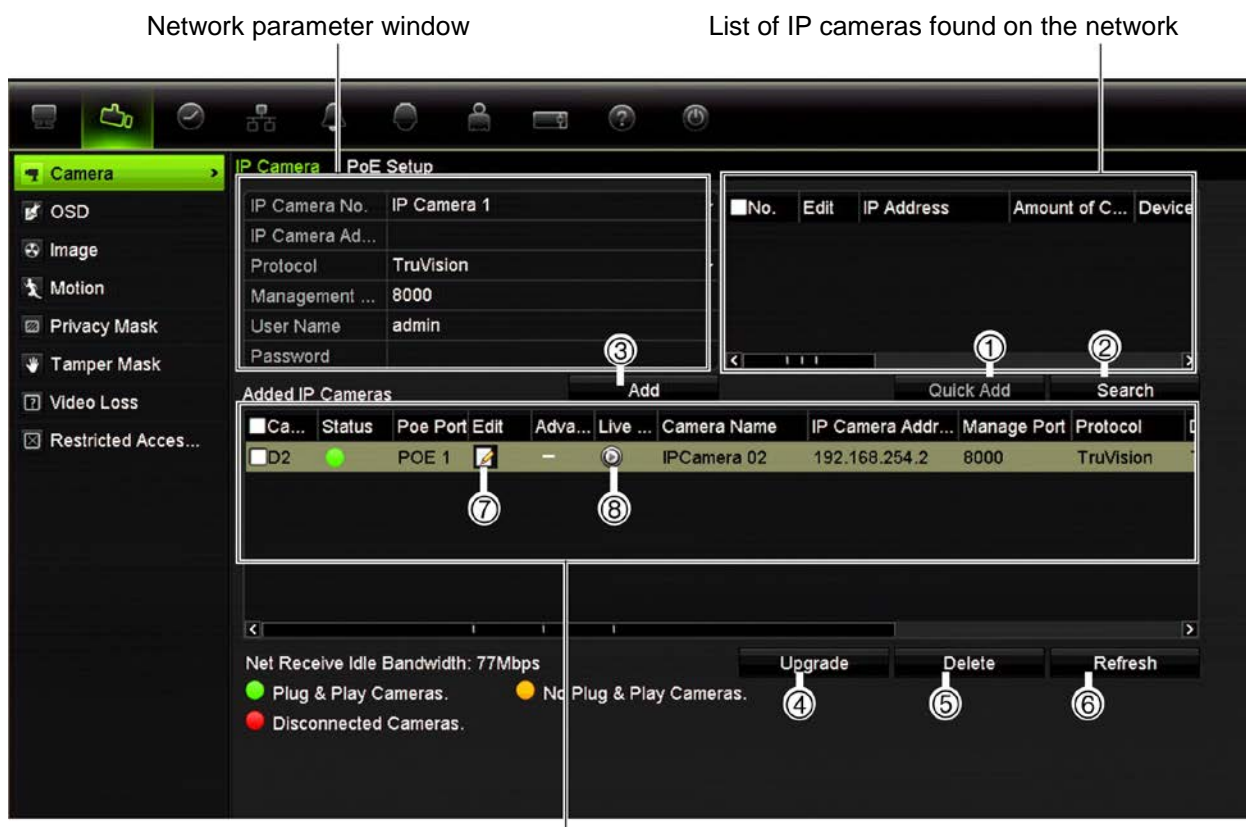 Network parameter window
List of IP cameras found on the network
Camera
OSD
Image
Motion
Privacy Mask
Tamper Mask
Video Loss
Restricted Acces...
IP Camera PoE Setup
IP Camera No. IP Camera 1
IP Camera Ad...
Protocol TruVision
Management ... 8000
User Name admin
Password
No. Edit IP Address Amount of C... Device
③ ① ②
Added IP Cameras Add Quick Add Search
Ca... Status Poe Port Edit Adva... Live ... Camera Name IP Camera Addr... Manage Port Protocol
D2 POE 1 – IPCamera 02 192.168.254.2 8000 TruVision
⑦ ⑧
Net Receive Idle Bandwidth: 77Mbps
Upgrade Delete Refresh
Plug & Play Cameras. No Plug & Play Cameras.
④ ⑤ ⑥
Disconnected Cameras.